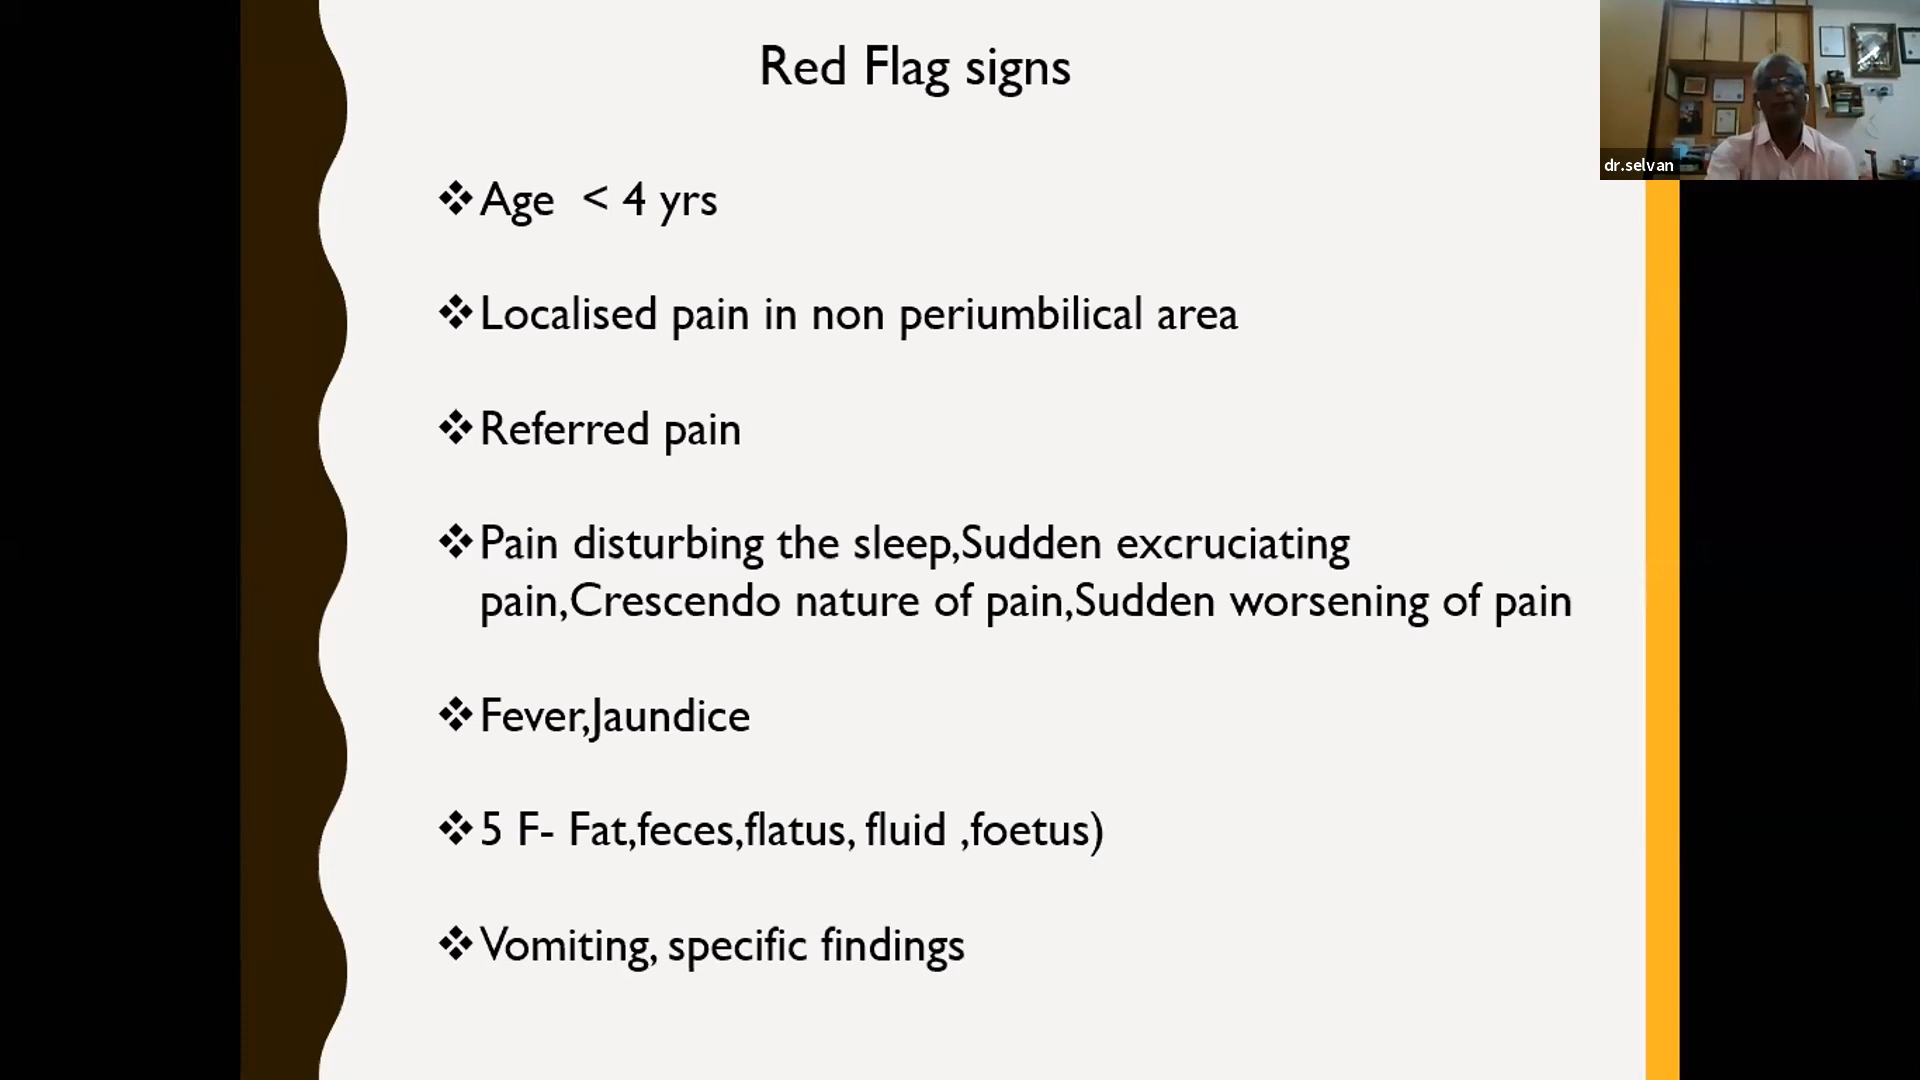 Red Flag signs
dr.selvan
❖Age < 4 yrs
❖Localised pain in non periumbilical area
❖Referred pain
❖Pain disturbing the sleep,Sudden excruciating
pain,Crescendo nature of pain,Sudden worsening of pain
❖Fever,Jaundice
❖5 F- Fat,feces,flatus, fluid ,foetus)
❖Vomiting, specific findings